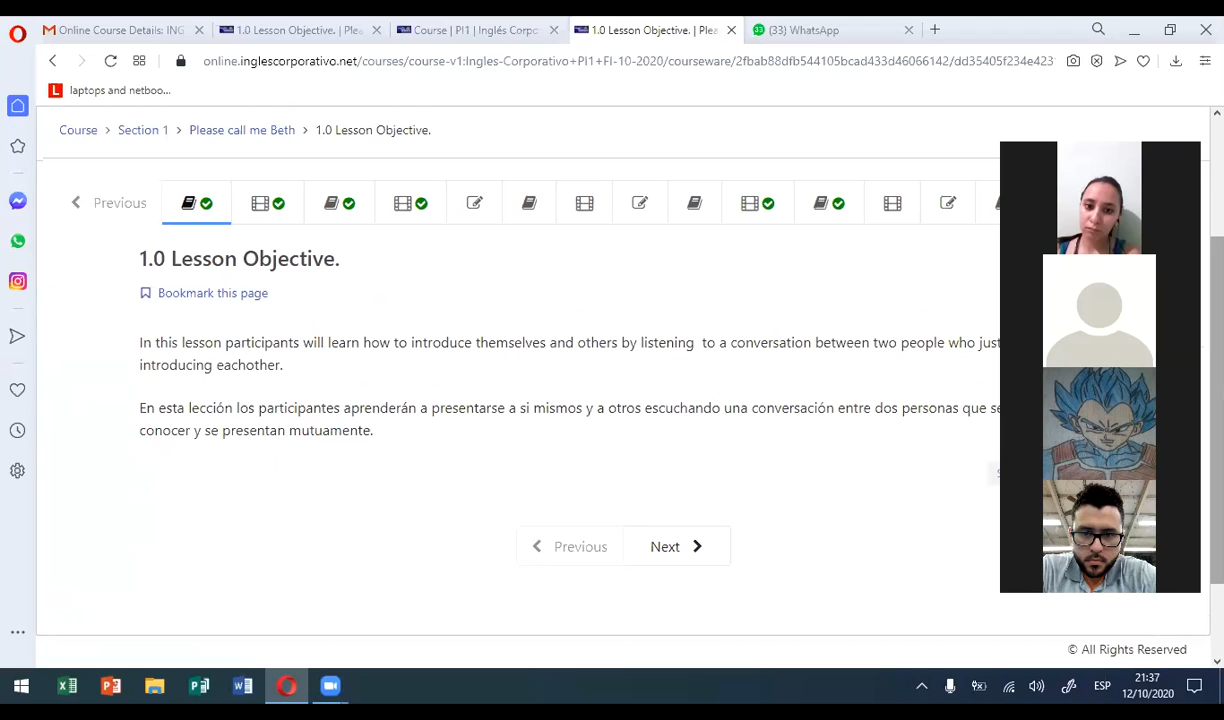 Online Course Details: ING
1.0 Lesson Objective. | Plea
Course | PI1 | Inglés Corpo
1.0 Lesson Objective. | Plea
(33) WhatsApp
online.inglescorporativo.net/courses/course-v1:Ingles-Corporativo+PI1+FI-10-2020/courseware/2fbab88dfb544105bcad433d46066142/dd35405f234e423
laptops and netboo...
Course > Section 1 > Please call me Beth > 1.0 Lesson Objective.
Previous
1.0 Lesson Objective.
Bookmark this page
In this lesson participants will learn how to introduce themselves and others by listening to a conversation between two people who just
introducing eachother.
En esta lección los participantes aprenderán a presentarse a si mismos y a otros escuchando una conversación entre dos personas que se
conocer y se presentan mutuamente.
Previous
Next
© All Rights Reserved
ESP
21:37
12/10/2020